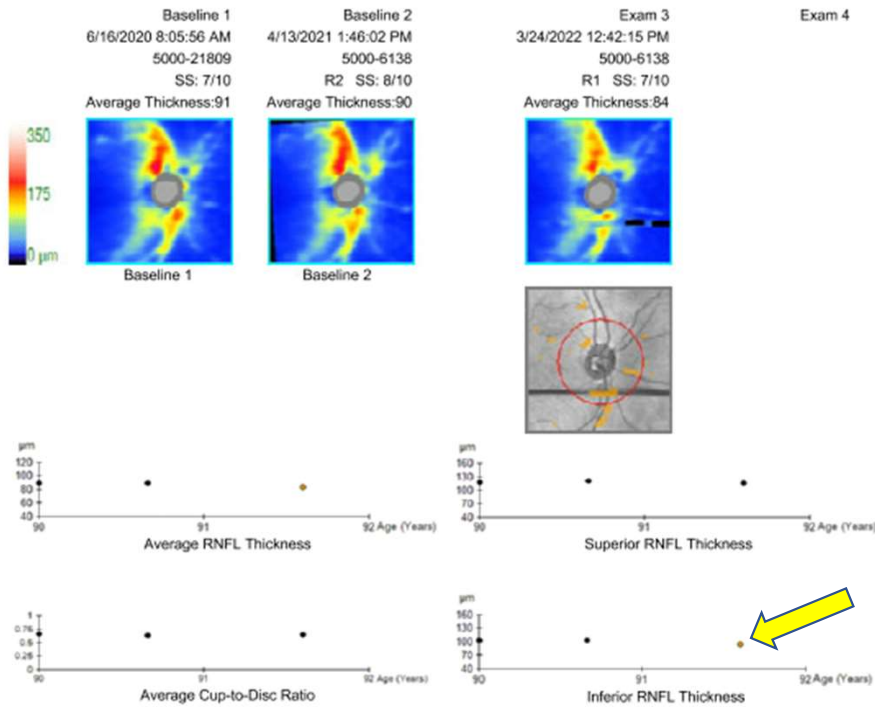 Baseline 1
6/16/2020 8:05:56 AM
5000-21809
SS: 7/10
Average Thickness:91
Baseline 2
4/13/2021 1:46:02 PM
5000-6138
R2 SS: 8/10
Average Thickness:90
Exam 3
3/24/2022 12:42:15 PM
5000-6138
R1 SS: 7/10
Average Thickness:84
Exam 4
350
175
0 µm
Baseline 1
Baseline 2
µm
120
100
80
60
40
90
91
92 Age (Years)
Average RNFL Thickness
µm
160
130
100
70
40
90
91
92 Age (Years)
Superior RNFL Thickness
1
0.75
0.5
0.25
0
90
91
92 Age (Years)
Average Cup-to-Disc Ratio
µm
160
130
100
70
40
90
91
92 Age (Years)
Inferior RNFL Thickness